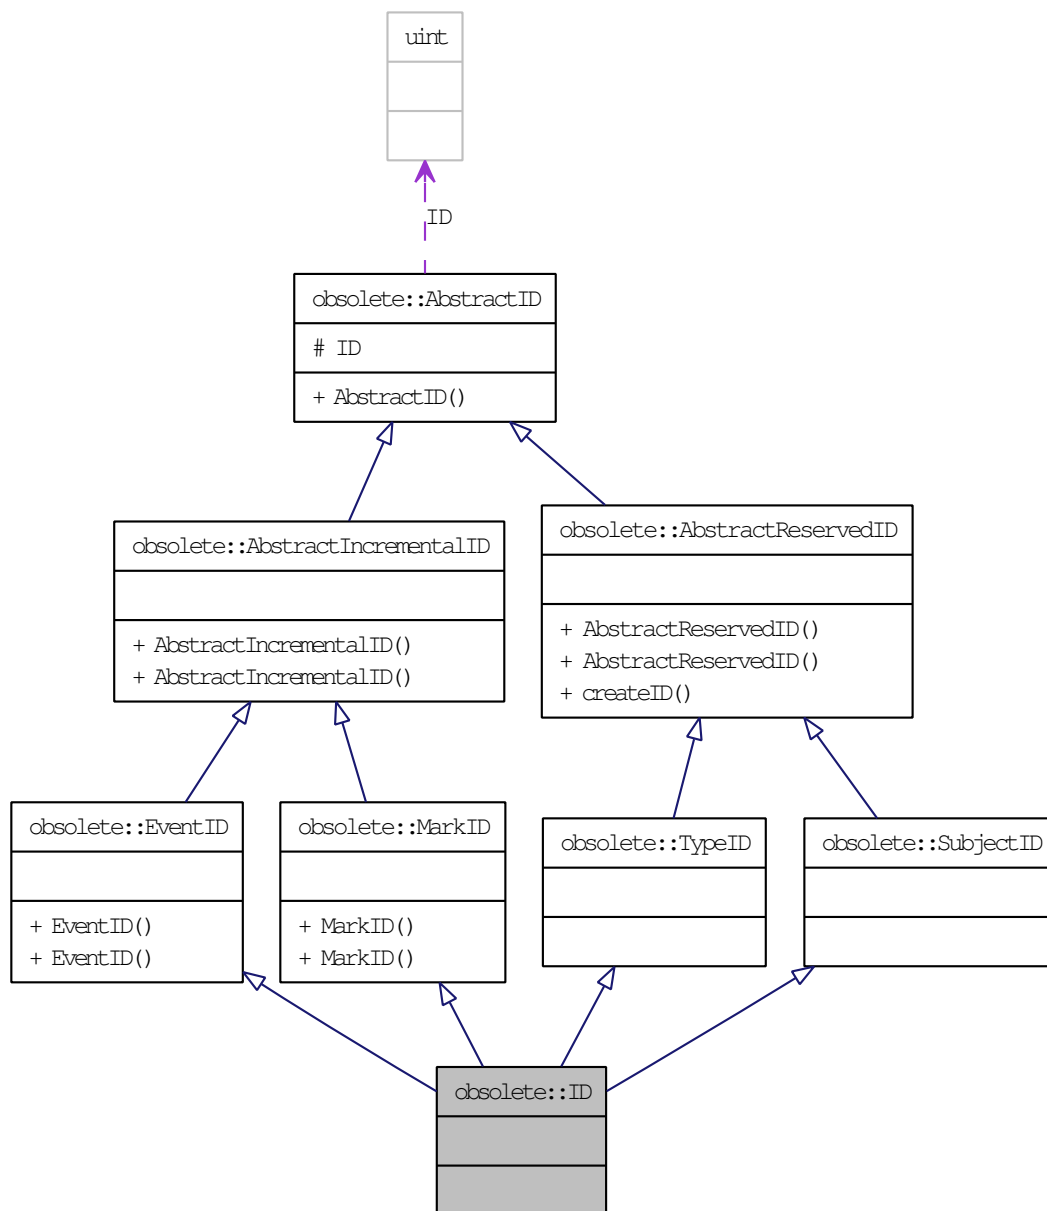 uint
ID
obsolete::AbstractID
# ID
+ AbstractID()
obsolete::AbstractIncrementalID
+ AbstractIncrementalID()
+ AbstractIncrementalID()
obsolete::AbstractReservedID
+ AbstractReservedID()
+ AbstractReservedID()
+ createID()
obsolete::EventID
+ EventID()
+ EventID()
obsolete::MarkID
+ MarkID()
+ MarkID()
obsolete::TypeID
obsolete::SubjectID
obsolete::ID